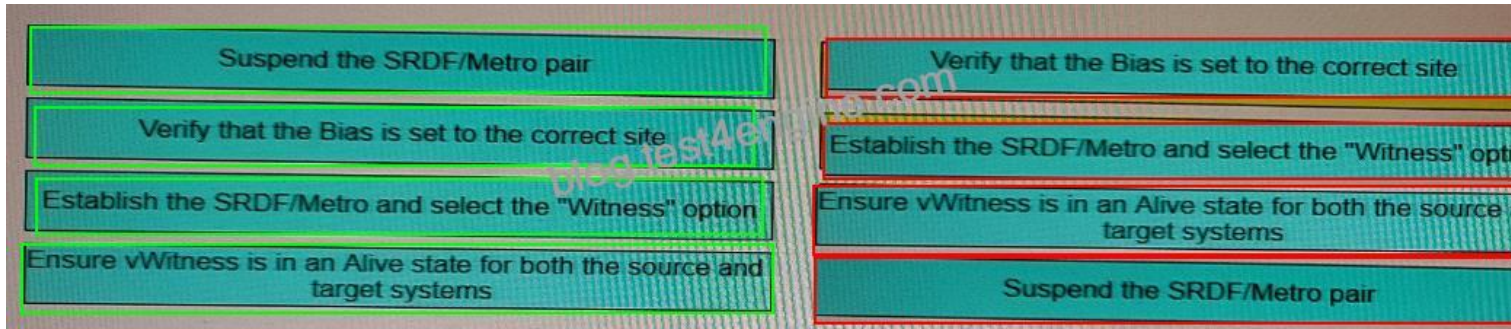 Suspend the SRDF/Metro pair
Verify that the Bias is set to the correct site
Establish the SRDF/Metro and select the "Witness" option
Ensure vWitness is in an Alive state for both the source and
target systems
Verify that the Bias is set to the correct site
Establish the SRDF/Metro and select the "Witness" opti
Ensure vWitness is in an Alive state for both the source
target systems
Suspend the SRDF/Metro pair